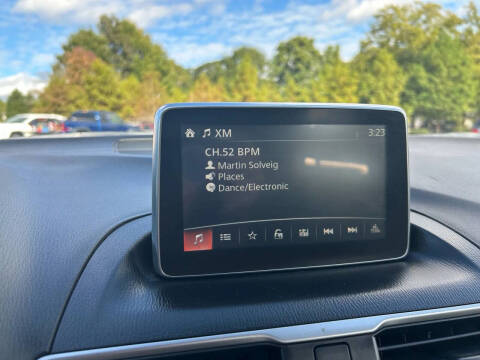 XM 3:23
CH.52 BPM
Martin Solveig
Places
Dance/Electronic